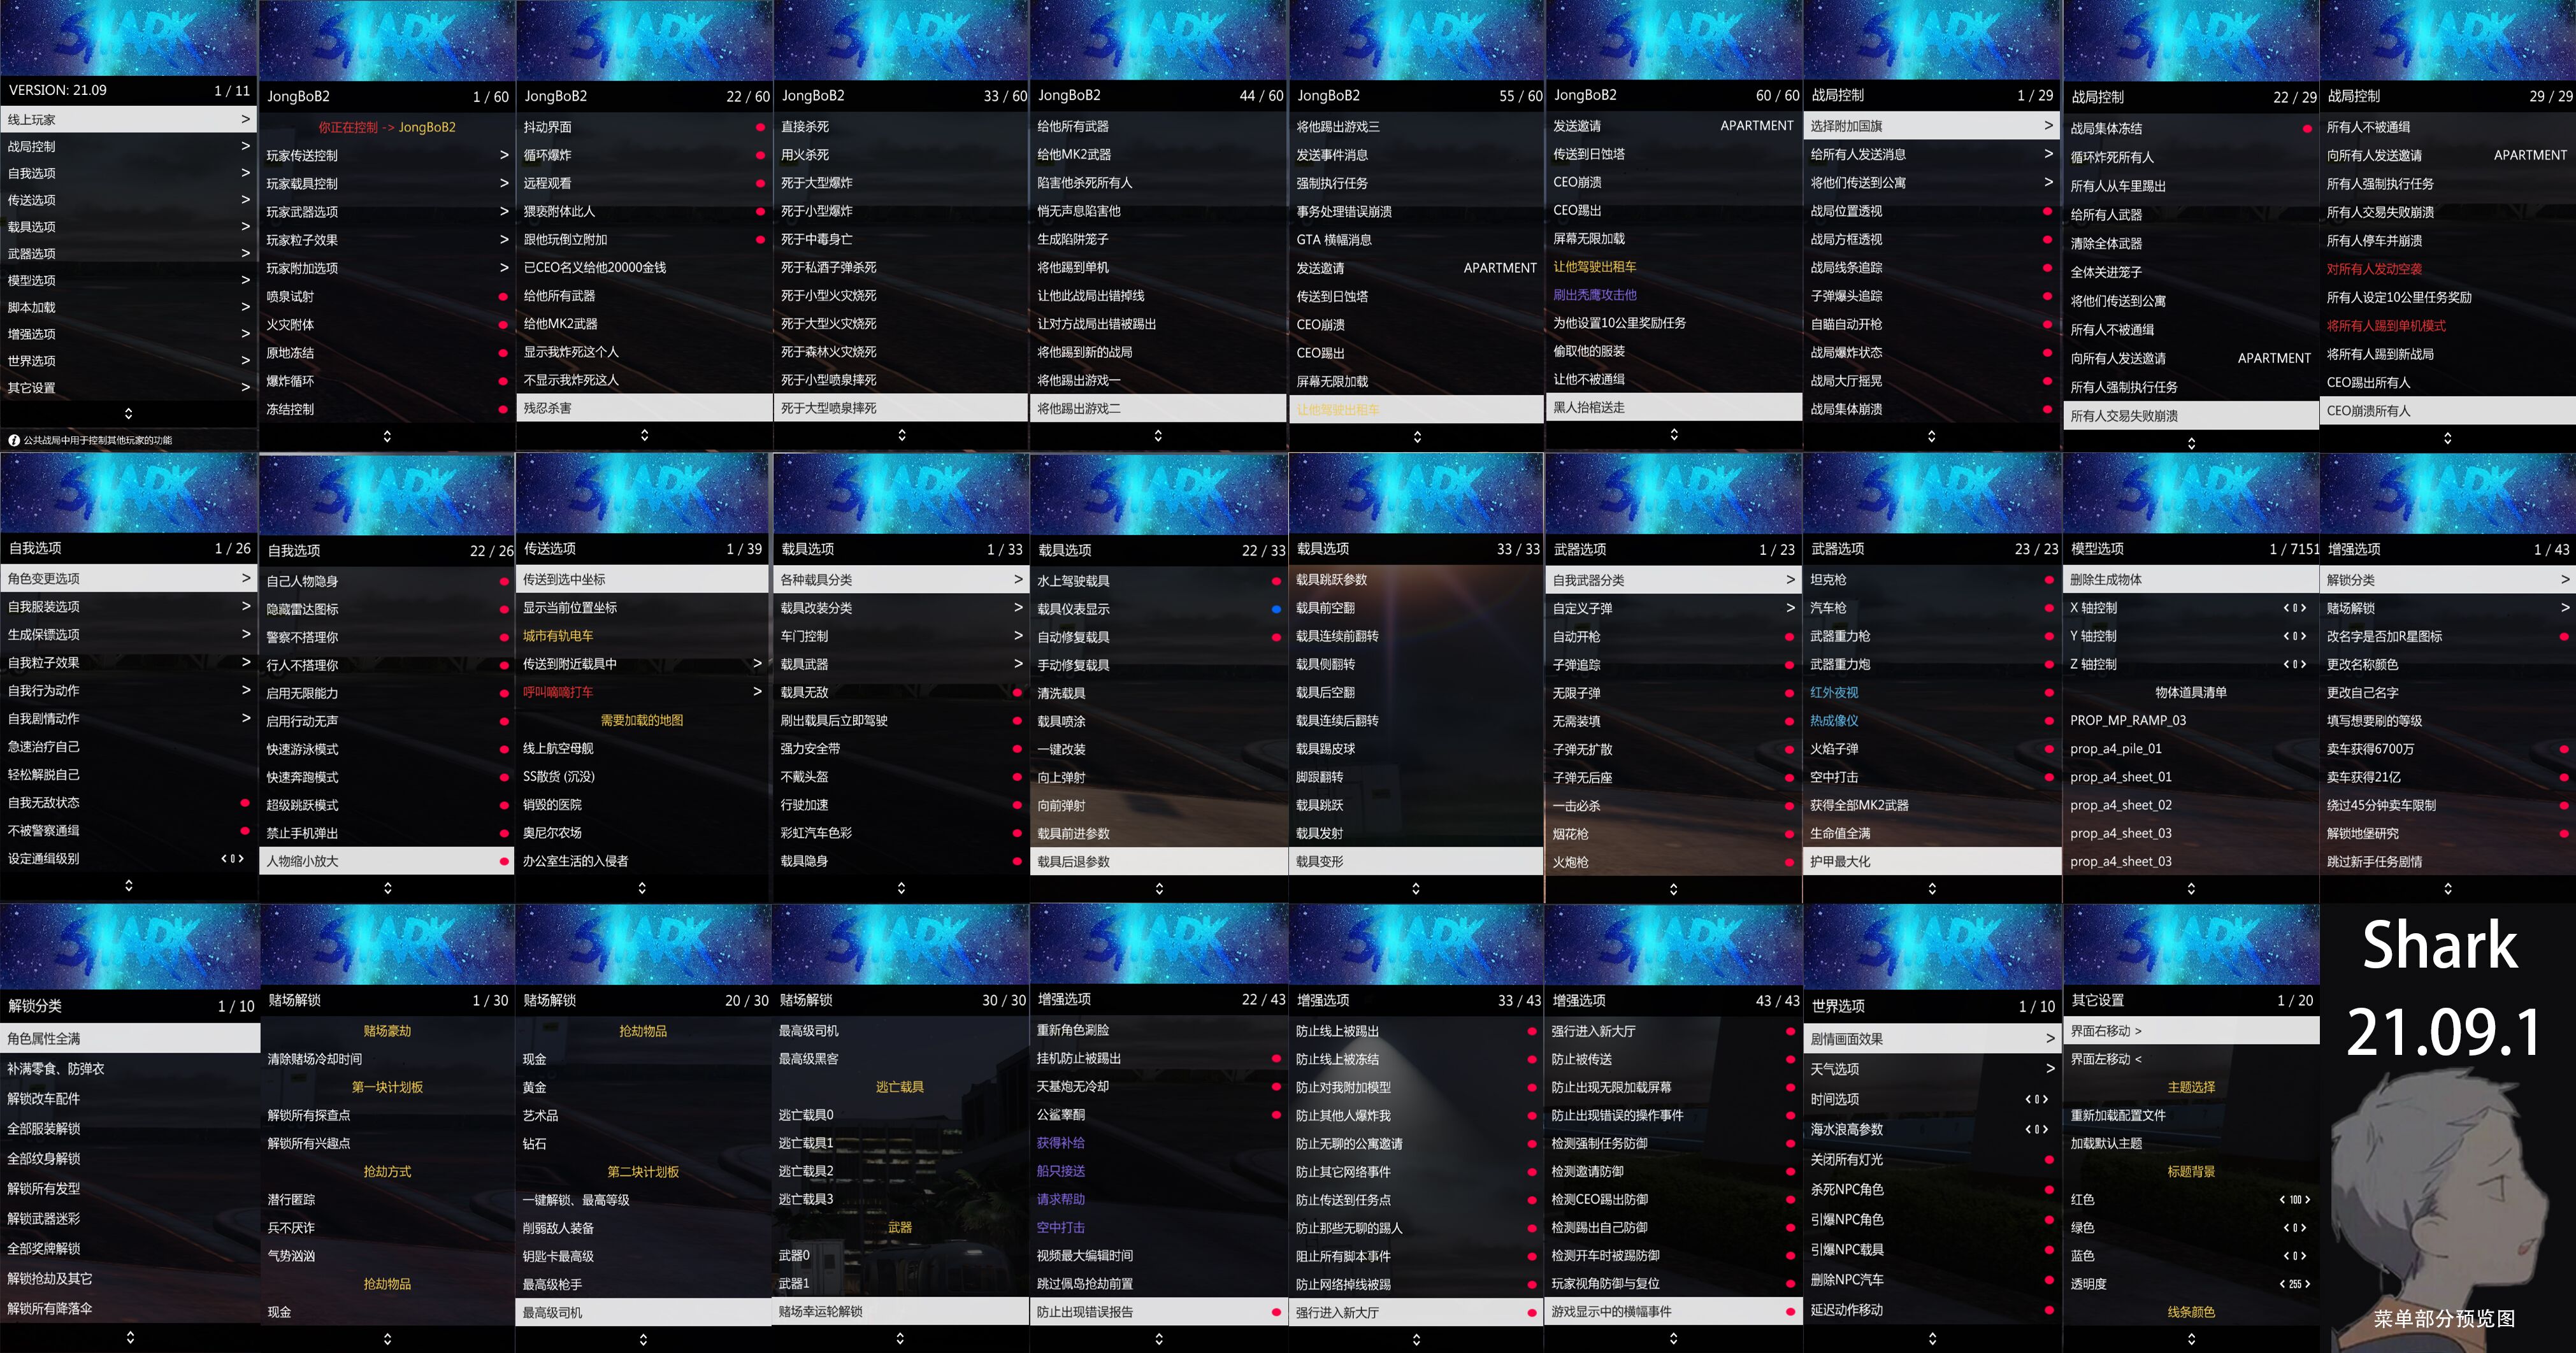 SHARK
VERSION: 21.09 1 / 11
线上玩家 >
战局控制 >
自我选项 >
传送选项 >
载具选项 >
武器选项 >
模型选项 >
脚本加载 >
增强选项 >
世界选项 >
其它设置 >
公共战局中用于控制其他玩家的功能
SHARK
JongBoB2 1 / 60
你正在控制 -> JongBoB2
玩家传送控制 >
玩家载具控制 >
玩家武器选项 >
玩家粒子效果 >
玩家附加选项 >
喷泉试射
火灾附体
原地冻结
爆炸循环
冻结控制
SHARK
JongBoB2 22 / 60
抖动界面
循环爆炸
远程观看
猥亵附体此人
跟他玩倒立附加
已CEO名义给他20000金钱
给他所有武器
给他MK2武器
显示我炸死这个人
不显示我炸死这人
残忍杀害
SHARK
JongBoB2 33 / 60
直接杀死
用火杀死
死于大型爆炸
死于小型爆炸
死于中毒身亡
死于私酒子弹杀死
死于小型火灾烧死
死于大型火灾烧死
死于森林火灾烧死
死于小型喷泉摔死
死于大型喷泉摔死
SHARK
JongBoB2 44 / 60
给他所有武器
给他MK2武器
陷害他杀死所有人
悄无声息陷害他
生成陷阱笼子
将他踢到单机
让他此战局出错掉线
让对方战局出错被踢出
将他踢到新的战局
将他踢出游戏一
将他踢出游戏二
SHARK
JongBoB2 55 / 60
将他踢出游戏三
发送事件消息
强制执行任务
事务处理错误崩溃
GTA 横幅消息
发送邀请 APARTMENT
传送到日蚀塔
CEO崩溃
CEO踢出
屏幕无限加载
让他驾驶出租车
SHARK
JongBoB2 60 / 60
发送邀请 APARTMENT
传送到日蚀塔
CEO崩溃
CEO踢出
屏幕无限加载
让他驾驶出租车
刷出秃鹰攻击他
为他设置10公里奖励任务
偷取他的服装
让他不被通缉
黑人抬棺送走
SHARK
战局控制 1 / 29
选择附加国旗 >
给所有人发送消息 >
将他们传送到公寓 >
战局位置透视
战局方框透视
战局线条追踪
子弹爆头追踪
自瞄自动开枪
战局爆炸状态
战局大厅摇晃
战局集体崩溃
SHARK
战局控制 22 / 29
战局集体冻结
循环炸死所有人
所有人从车里踢出
给所有人武器
清除全体武器
全体关进笼子
将他们传送到公寓
所有人不被通缉
向所有人发送邀请 APARTMENT
所有人强制执行任务
所有人交易失败崩溃
SHARK
战局控制 29 / 29
所有人不被通缉
向所有人发送邀请 APARTMENT
所有人强制执行任务
所有人交易失败崩溃
所有人停车并崩溃
对所有人发动空袭
所有人设定10公里任务奖励
将所有人踢到单机模式
将所有人踢到新战局
CEO踢出所有人
CEO崩溃所有人
SHARK
自我选项 1 / 26
角色变更选项 >
自我服装选项 >
生成保镖选项 >
自我粒子效果 >
自我行为动作 >
自我剧情动作 >
急速治疗自己
轻松解脱自己
自我无敌状态
不被警察通缉
设定通缉级别 < 0 >
SHARK
自我选项 22 / 26
自己人物隐身
隐藏雷达图标
警察不搭理你
行人不搭理你
启用无限能力
启用行动无声
快速游泳模式
快速奔跑模式
超级跳跃模式
禁止手机弹出
人物缩小放大
SHARK
传送选项 1 / 39
传送到选中坐标
显示当前位置坐标
城市有轨电车
传送到附近载具中 >
呼叫嘀嘀打车 >
需要加载的地图
线上航空母舰
SS散货 (沉没)
销毁的医院
奥尼尔农场
办公室生活的入侵者
SHARK
载具选项 1 / 33
各种载具分类 >
载具改装分类 >
车门控制 >
载具武器 >
载具无敌
刷出载具后立即驾驶
强力安全带
不戴头盔
行驶加速
彩虹汽车色彩
载具隐身
SHARK
载具选项 22 / 33
水上驾驶载具
载具仪表显示
自动修复载具
手动修复载具
清洗载具
载具喷涂
一键改装
向上弹射
向前弹射
载具前进参数
载具后退参数
SHARK
载具选项 33 / 33
载具跳跃参数
载具前空翻
载具连续前翻转
载具侧翻转
载具后空翻
载具连续后翻转
载具踢皮球
脚跟翻转
载具跳跃
载具发射
载具变形
SHARK
武器选项 1 / 23
自我武器分类 >
自定义子弹 >
自动开枪
子弹追踪
无限子弹
无需装填
子弹无扩散
子弹无后座
一击必杀
烟花枪
火炮枪
SHARK
武器选项 23 / 23
坦克枪
汽车枪
武器重力枪
武器重力炮
红外夜视
热成像仪
火焰子弹
空中打击
获得全部MK2武器
生命值全满
护甲最大化
SHARK
模型选项 1 / 7151
删除生成物体
X 轴控制 < 0 >
Y 轴控制 < 0 >
Z 轴控制 < 0 >
物体道具清单
PROP_MP_RAMP_03
prop_a4_pile_01
prop_a4_sheet_01
prop_a4_sheet_02
prop_a4_sheet_03
prop_a4_sheet_03
SHARK
增强选项 1 / 43
解锁分类 >
赌场解锁 >
改名字是否加R星图标
更改名称颜色
更改自己名字
填写想要刷的等级
卖车获得6700万
卖车获得21亿
绕过45分钟卖车限制
解锁地堡研究
跳过新手任务剧情
SHARK
解锁分类 1 / 10
角色属性全满
补满零食、防弹衣
解锁改车配件
全部服装解锁
全部纹身解锁
解锁所有发型
解锁武器迷彩
全部奖牌解锁
解锁抢劫及其它
解锁所有降落伞
SHARK
赌场解锁 1 / 30
赌场豪劫
清除赌场冷却时间
第一块计划板
解锁所有探查点
解锁所有兴趣点
抢劫方式
潜行匿踪
兵不厌诈
气势汹汹
抢劫物品
现金
SHARK
赌场解锁 20 / 30
抢劫物品
现金
黄金
艺术品
钻石
第二块计划板
一键解锁、最高等级
削弱敌人装备
钥匙卡最高级
最高级枪手
最高级司机
SHARK
赌场解锁 30 / 30
最高级司机
最高级黑客
逃亡载具
逃亡载具0
逃亡载具1
逃亡载具2
逃亡载具3
武器
武器0
武器1
赌场幸运轮解锁
SHARK
增强选项 22 / 43
重新角色涮脸
挂机防止被踢出
天基炮无冷却
公鲨睾酮
获得补给
船只接送
请求帮助
空中打击
视频最大编辑时间
跳过佩岛抢劫前置
防止出现错误报告
SHARK
增强选项 33 / 43
防止线上被踢出
防止线上被冻结
防止对我附加模型
防止其他人爆炸我
防止无聊的公寓邀请
防止其它网络事件
防止传送到任务点
防止那些无聊的踢人
阻止所有脚本事件
防止网络掉线被踢
强行进入新大厅
SHARK
增强选项 43 / 43
强行进入新大厅
防止被传送
防止出现无限加载屏幕
防止出现错误的操作事件
检测强制任务防御
检测邀请防御
检测CEO踢出防御
检测踢出自己防御
检测开车时被踢防御
玩家视角防御与复位
游戏显示中的横幅事件
SHARK
世界选项 1 / 10
剧情画面效果 >
天气选项 >
时间选项 < 0 >
海水浪高参数 < 0 >
关闭所有灯光
杀死NPC角色
引爆NPC角色
引爆NPC载具
删除NPC汽车
延迟动作移动
SHARK
其它设置 1 / 20
界面右移动 >
界面左移动 <
主题选择
重新加载配置文件
加载默认主题
标题背景
红色 < 100 >
绿色 < 0 >
蓝色 < 0 >
透明度 < 255 >
线条颜色
Shark
21.09.1
菜单部分预览图